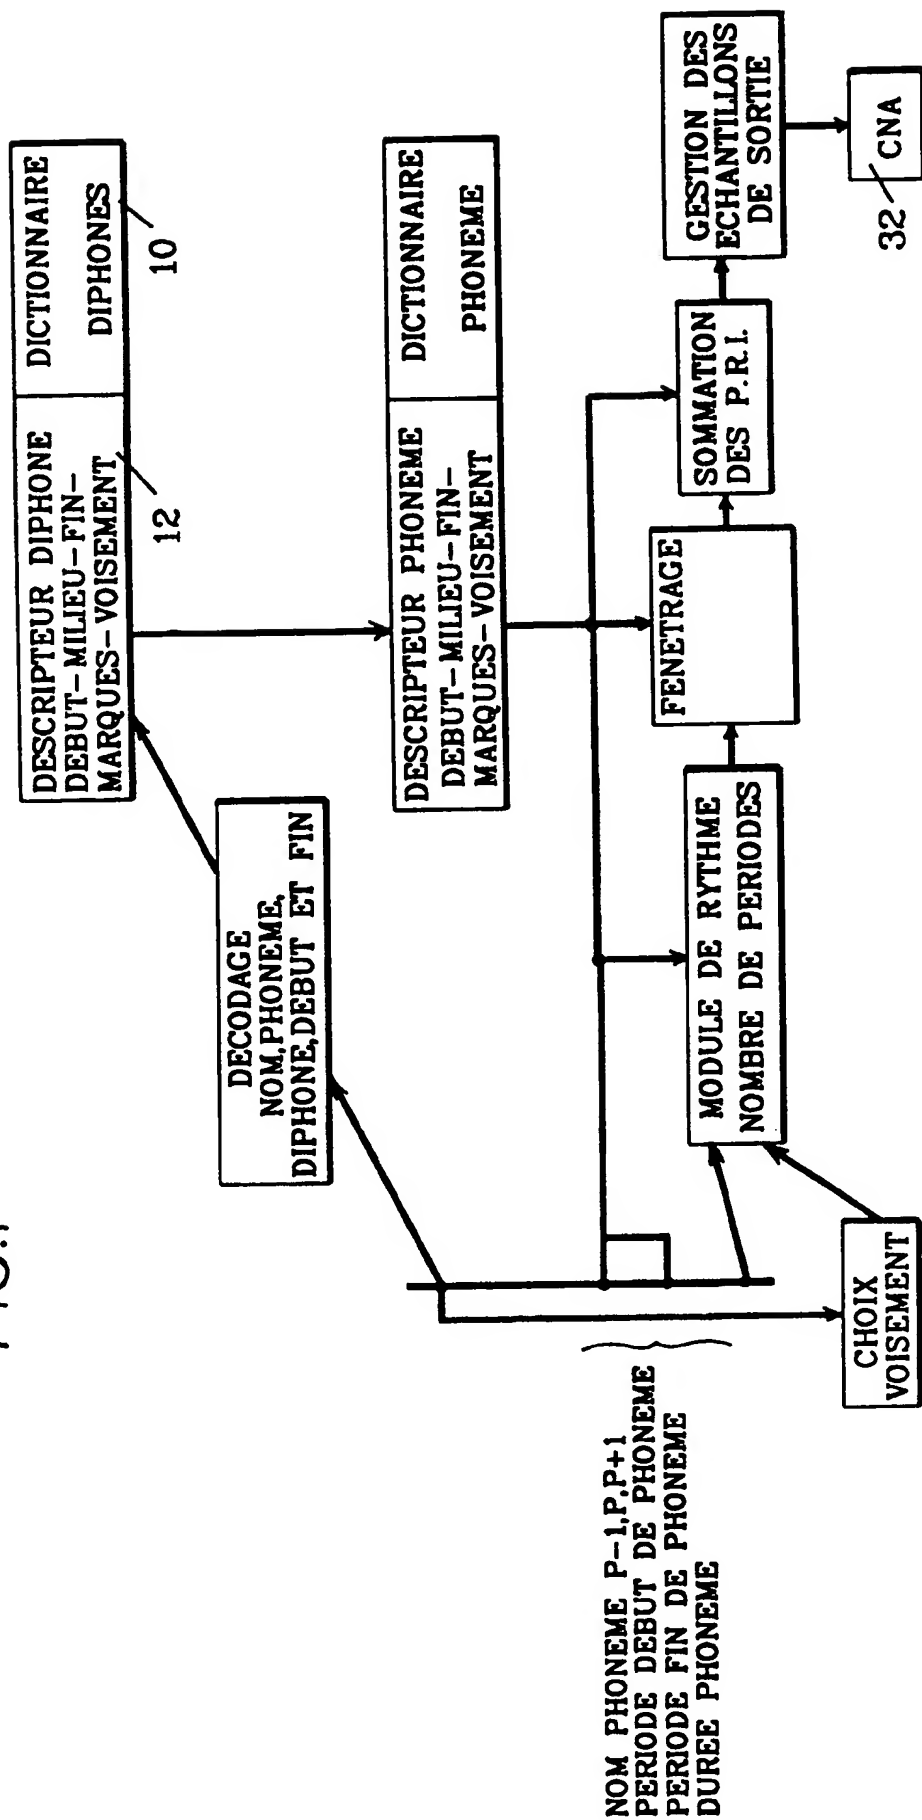 DESCRIPTEUR DIPHONE
DEBUT-MILIEU-FIN-
MARQUES-VOISEMENT
DICTIONNAIRE
DIPHONES
12
10
DECODAGE
NOM,PHONEME,
DIPHONE,DEBUT ET FIN
DESCRIPTEUR PHONEME
DEBUT-MILIEU-FIN-
MARQUES-VOISEMENT
DICTIONNAIRE
PHONEME
NOM PHONEME P-1,P,P+1
PERIODE DEBUT DE PHONEME
PERIODE FIN DE PHONEME
DUREE PHONEME
CHOIX
VOISEMENT
MODULE DE RYTHME
NOMBRE DE PERIODES
FENETRAGE
SOMMATION
DES P.R.I.
GESTION DES
ECHANTILLONS
DE SORTIE
32
CNA